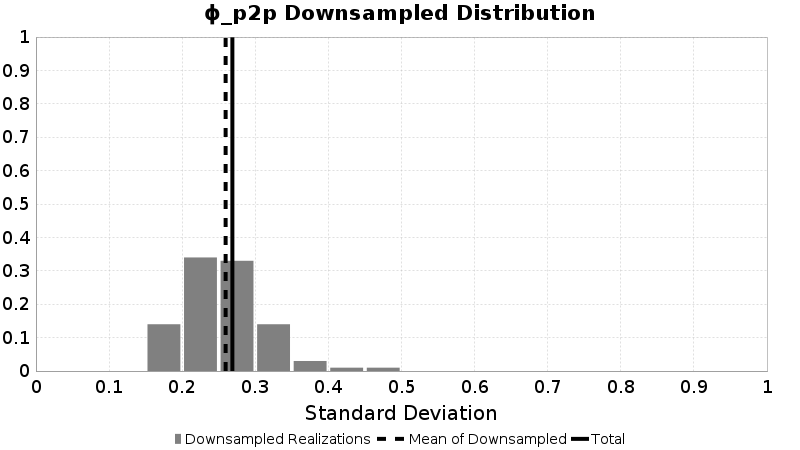 ϕ_p2p Downsampled Distribution
1
0.9
0.8
0.7
0.6
0.5
0.4
0.3
0.2
0.1
0
0 0.1 0.2 0.3 0.4 0.5 0.6 0.7 0.8 0.9 1
Standard Deviation
Downsampled Realizations Mean of Downsampled Total